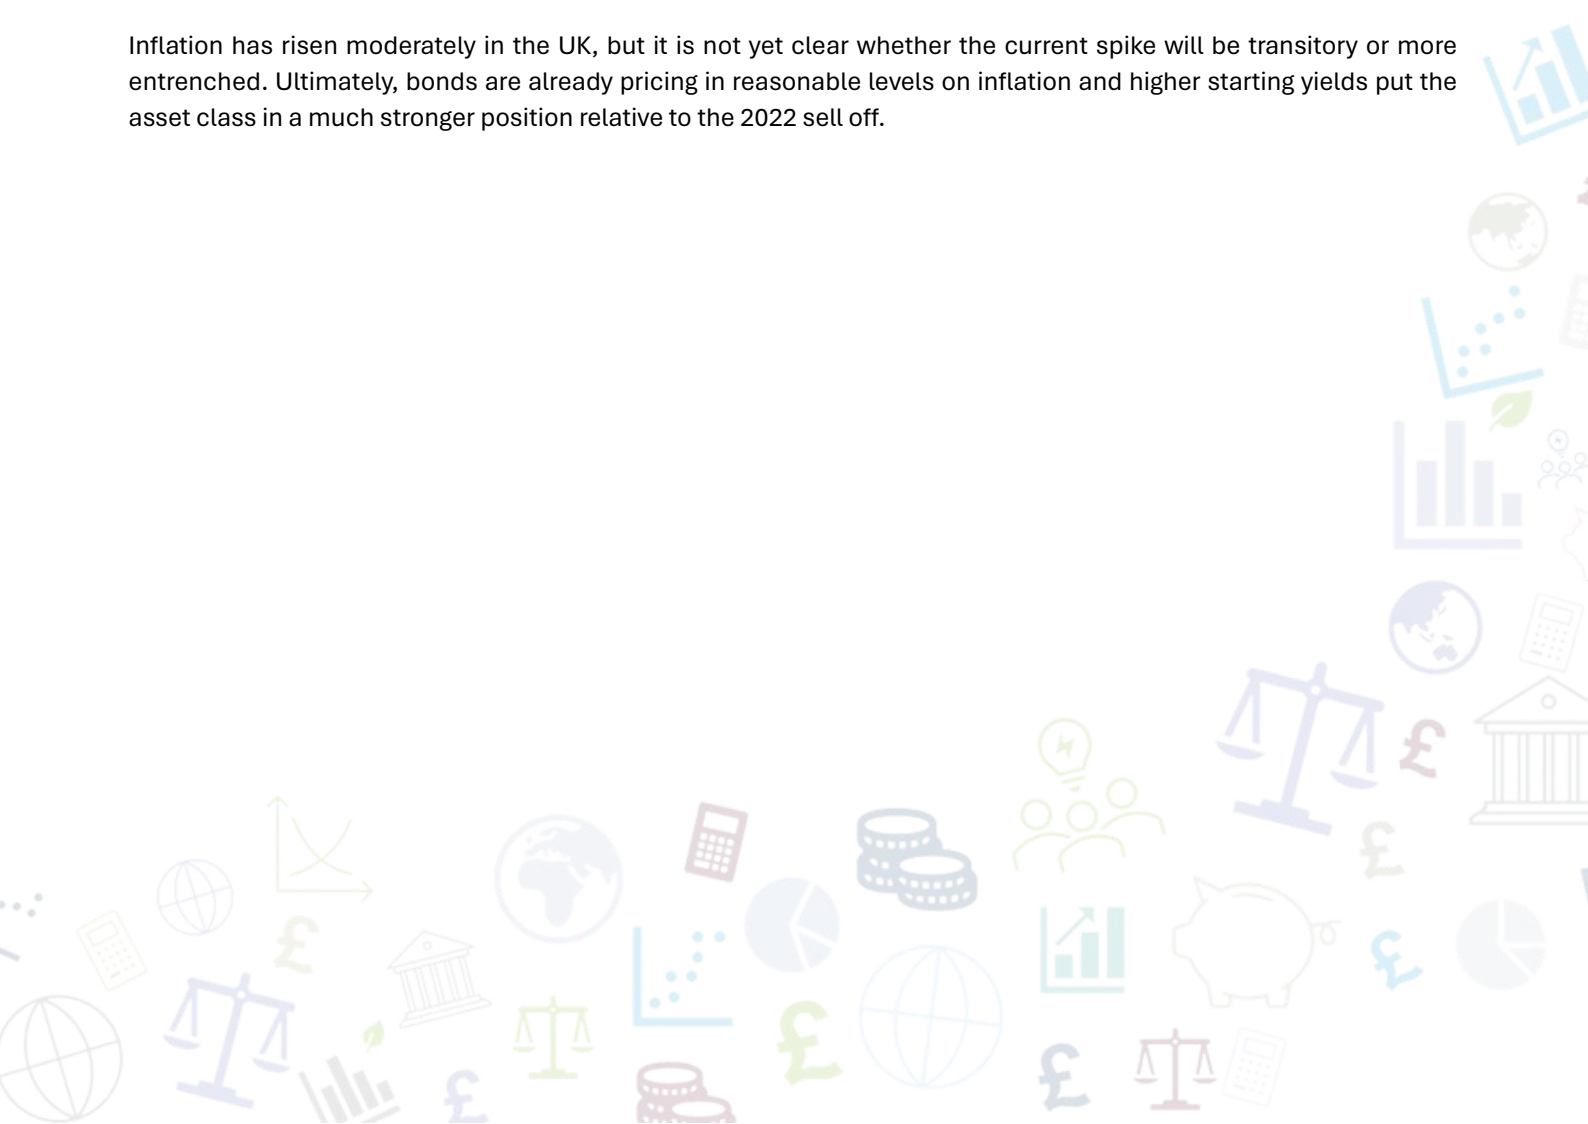 Inflation has risen moderately in the UK, but it is not yet clear whether the current spike will be transitory or more
entrenched. Ultimately, bonds are already pricing in reasonable levels on inflation and higher starting yields put the
asset class in a much stronger position relative to the 2022 sell off.